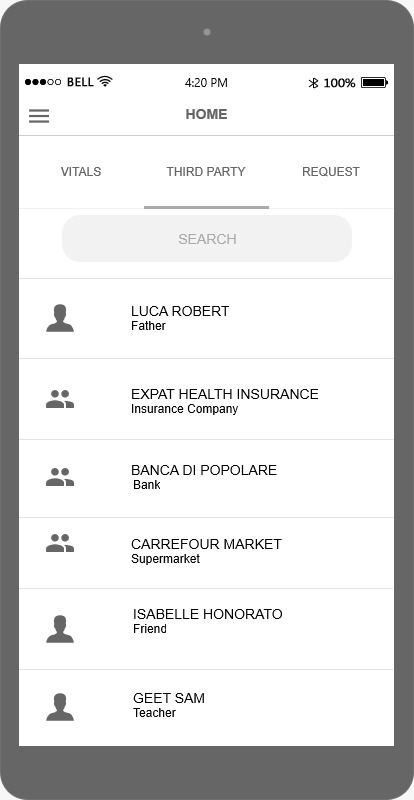 BELL 4:20 PM 100%
HOME
VITALS THIRD PARTY REQUEST
SEARCH
LUCA ROBERT
Father
EXPAT HEALTH INSURANCE
Insurance Company
BANCA DI POPOLARE
Bank
CARREFOUR MARKET
Supermarket
ISABELLE HONORATO
Friend
GEET SAM
Teacher